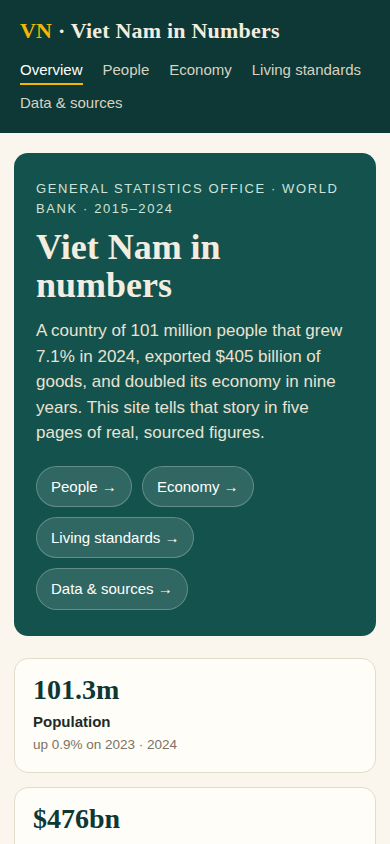 VN · Viet Nam in Numbers
Overview People Economy Living standards
Data & sources
GENERAL STATISTICS OFFICE · WORLD
BANK · 2015–2024
Viet Nam in
numbers
A country of 101 million people that grew
7.1% in 2024, exported $405 billion of
goods, and doubled its economy in nine
years. This site tells that story in five
pages of real, sourced figures.
People → Economy →
Living standards →
Data & sources →
101.3m
Population
up 0.9% on 2023 · 2024
$476bn